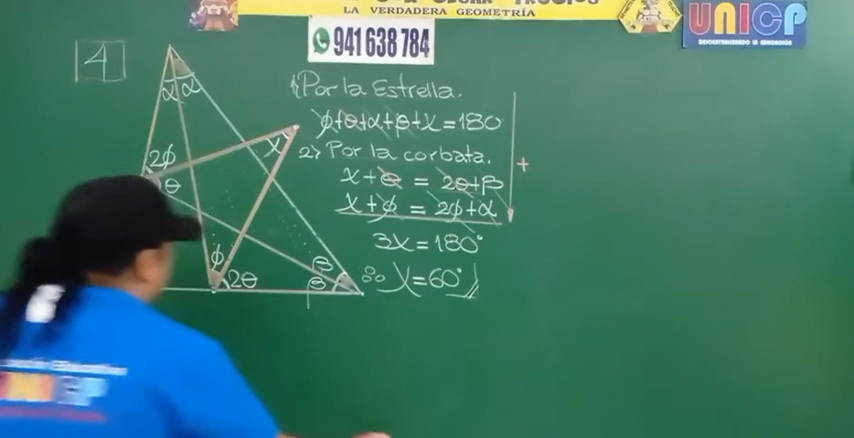 LA VERDADERA GEOMETRÍA
941 638 784
UNICP
4
α α
2ϕ
θ
x
ϕ
2θ
β
β
1) Por la Estrella.
ϕ+θ+α+β+x=180
2) Por la corbata.
x+θ = 2θ+β
x+ϕ = 2ϕ+α
+
3x=180°
∴ x=60°